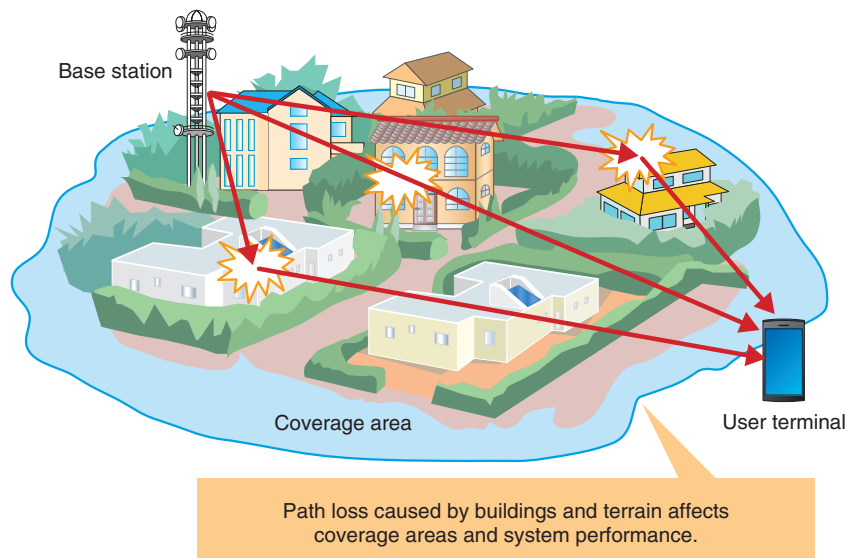 Base station
Coverage area
User terminal
Path loss caused by buildings and terrain affects
coverage areas and system performance.